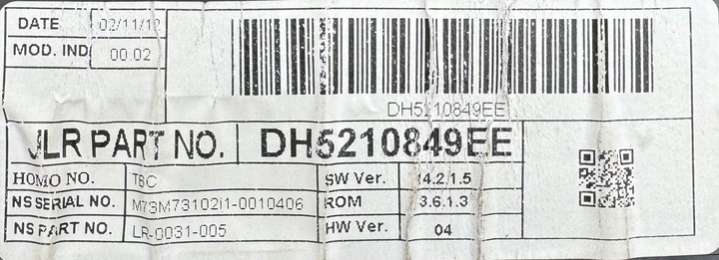 DATE 02/11/12
MOD. IND 00 02
DH5210849EE
JLR PART NO. DH5210849EE
HOMO NO. TBC SW Ver. 14.2.1.5
NS SERIAL NO. ROM 3.6.1.3
NS PART NO. LR-0031-005 HW Ver. 04